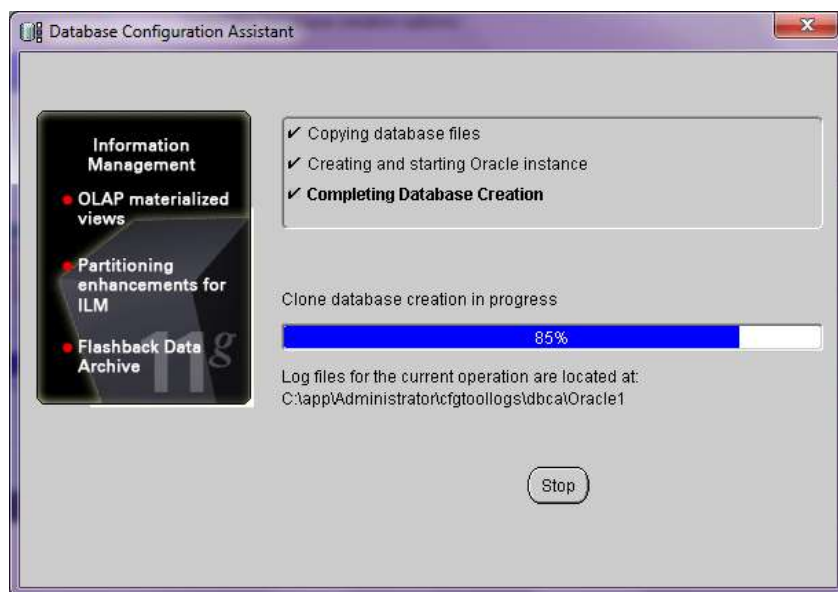 Database Configuration Assistant
Information
Management
OLAP materialized
views
Partitioning
enhancements for
ILM
Flashback Data
Archive
11g
✔ Copying database files
✔ Creating and starting Oracle instance
✔ Completing Database Creation
Clone database creation in progress
85%
Log files for the current operation are located at:
C:\app\Administrator\cfgtoollogs\dbca\Oracle1
Stop